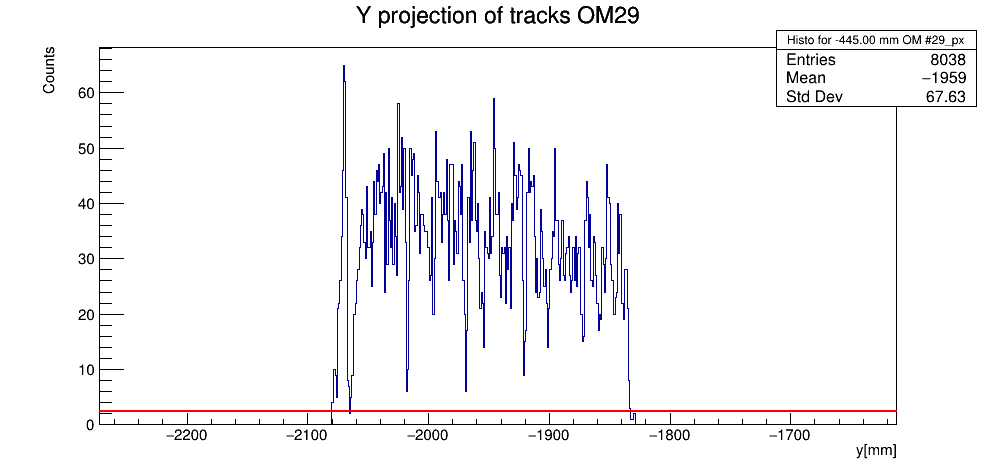 Y projection of tracks OM29
Histo for -445.00 mm OM #29_px
Entries 8038
Mean −1959
Std Dev 67.63
Counts
60
50
40
30
20
10
0
−2200 −2100 −2000 −1900 −1800 −1700
y[mm]